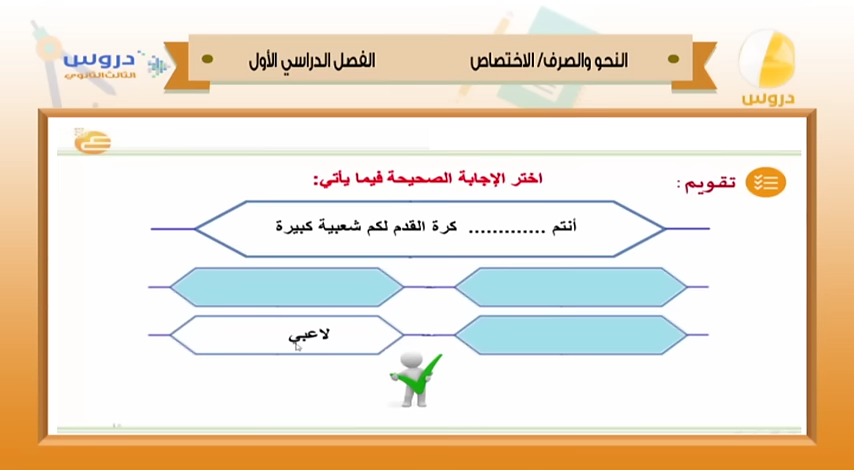 دروس
الثالث الثانوي
النحو والصرف/ الاختصاص
الفصل الدراسي الأول
دروس
تقويم :
اختر الإجابة الصحيحة فيما يأتي:
أنتم ............. كرة القدم لكم شعبية كبيرة
لاعبي